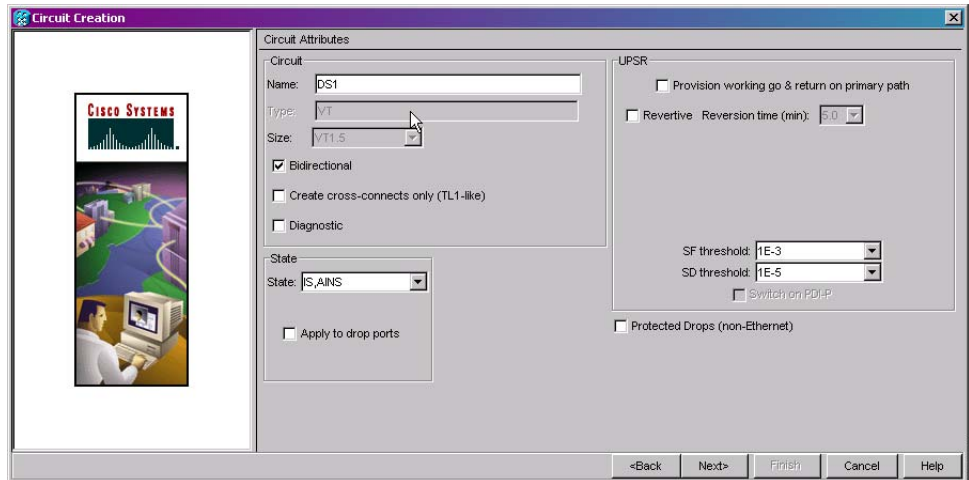 Circuit Creation
CISCO SYSTEMS
Circuit Attributes
Circuit
Name: DS1
Type: VT
Size: VT1.5
Bidirectional
Create cross-connects only (TL1-like)
Diagnostic
State
State: IS,AINS
Apply to drop ports
UPSR
Provision working go & return on primary path
Revertive Reversion time (min): 5.0
SF threshold: 1E-3
SD threshold: 1E-5
Switch on PDI-P
Protected Drops (non-Ethernet)
<Back Next> Finish Cancel Help